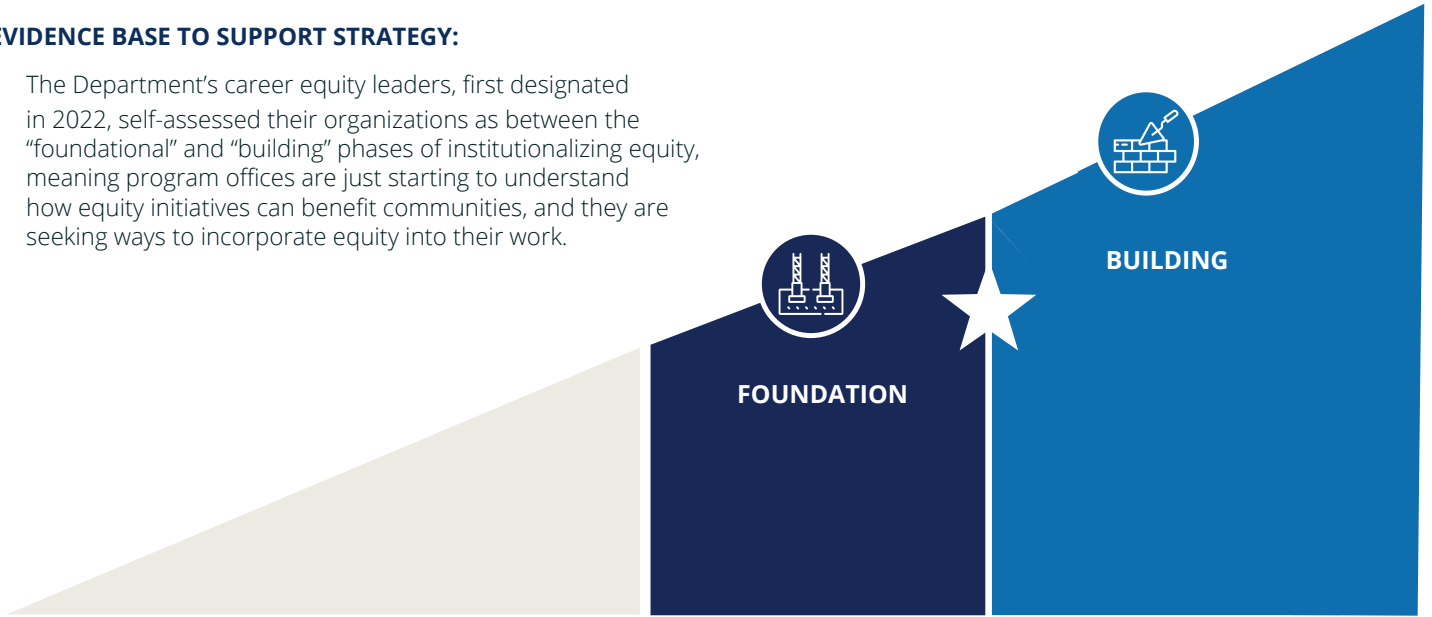 EVIDENCE BASE TO SUPPORT STRATEGY:
The Department’s career equity leaders, first designated
in 2022, self-assessed their organizations as between the
“foundational” and “building” phases of institutionalizing equity,
meaning program offices are just starting to understand
how equity initiatives can benefit communities, and they are
seeking ways to incorporate equity into their work.
BUILDING
FOUNDATION